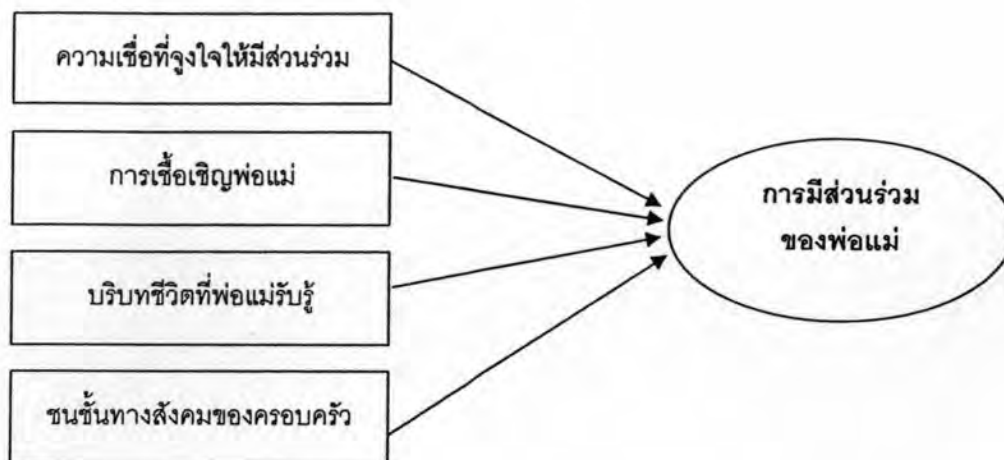 ความเชื่อที่จูงใจให้มีส่วนร่วม
การเชื้อเชิญพ่อแม่
บริบทชีวิตที่พ่อแม่รับรู้
ชนชั้นทางสังคมของครอบครัว
การมีส่วนร่วม
ของพ่อแม่